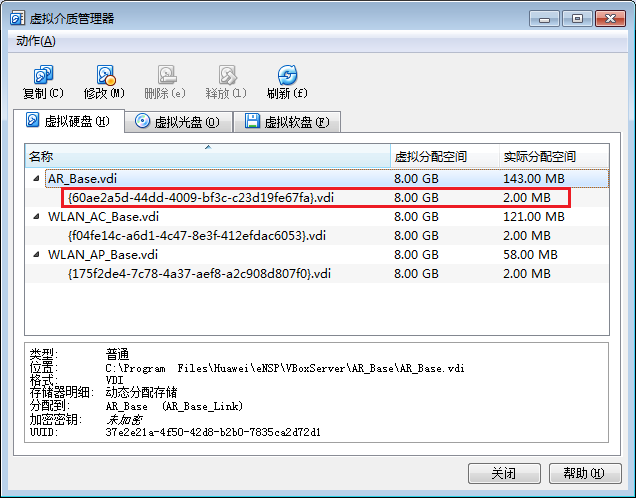 虚拟介质管理器
动作(A)
复制(C) 修改(M) 删除(e) 释放(l) 刷新(f)
虚拟硬盘(H) 虚拟光盘(O) 虚拟软盘(F)
名称 虚拟分配空间 实际分配空间
AR_Base.vdi 8.00 GB 143.00 MB
{60ae2a5d-44dd-4009-bf3c-c23d19fe67fa}.vdi 8.00 GB 2.00 MB
WLAN_AC_Base.vdi 8.00 GB 121.00 MB
{f04fe14c-a6d1-4c47-8e3f-412efdac6053}.vdi 8.00 GB 2.00 MB
WLAN_AP_Base.vdi 8.00 GB 58.00 MB
{175f2de4-7c78-4a37-aef8-a2c908d807f0}.vdi 8.00 GB 2.00 MB
类型: 普通
位置: C:\Program Files\Huawei\eNSP\VBoxServer\AR_Base\AR_Base.vdi
格式: VDI
存储器明细: 动态分配存储
分配到: AR_Base (AR_Base_Link)
加密密钥: 未加密
UUID: 37e2e21a-4f50-42d8-b2b0-7835ca2d72d1
关闭 帮助(H)